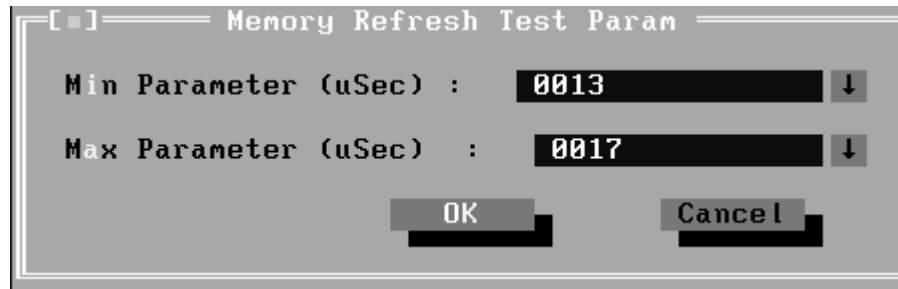 [■] Memory Refresh Test Param
Min Parameter (uSec) : 0013 ↓
Max Parameter (uSec) : 0017 ↓
OK Cancel